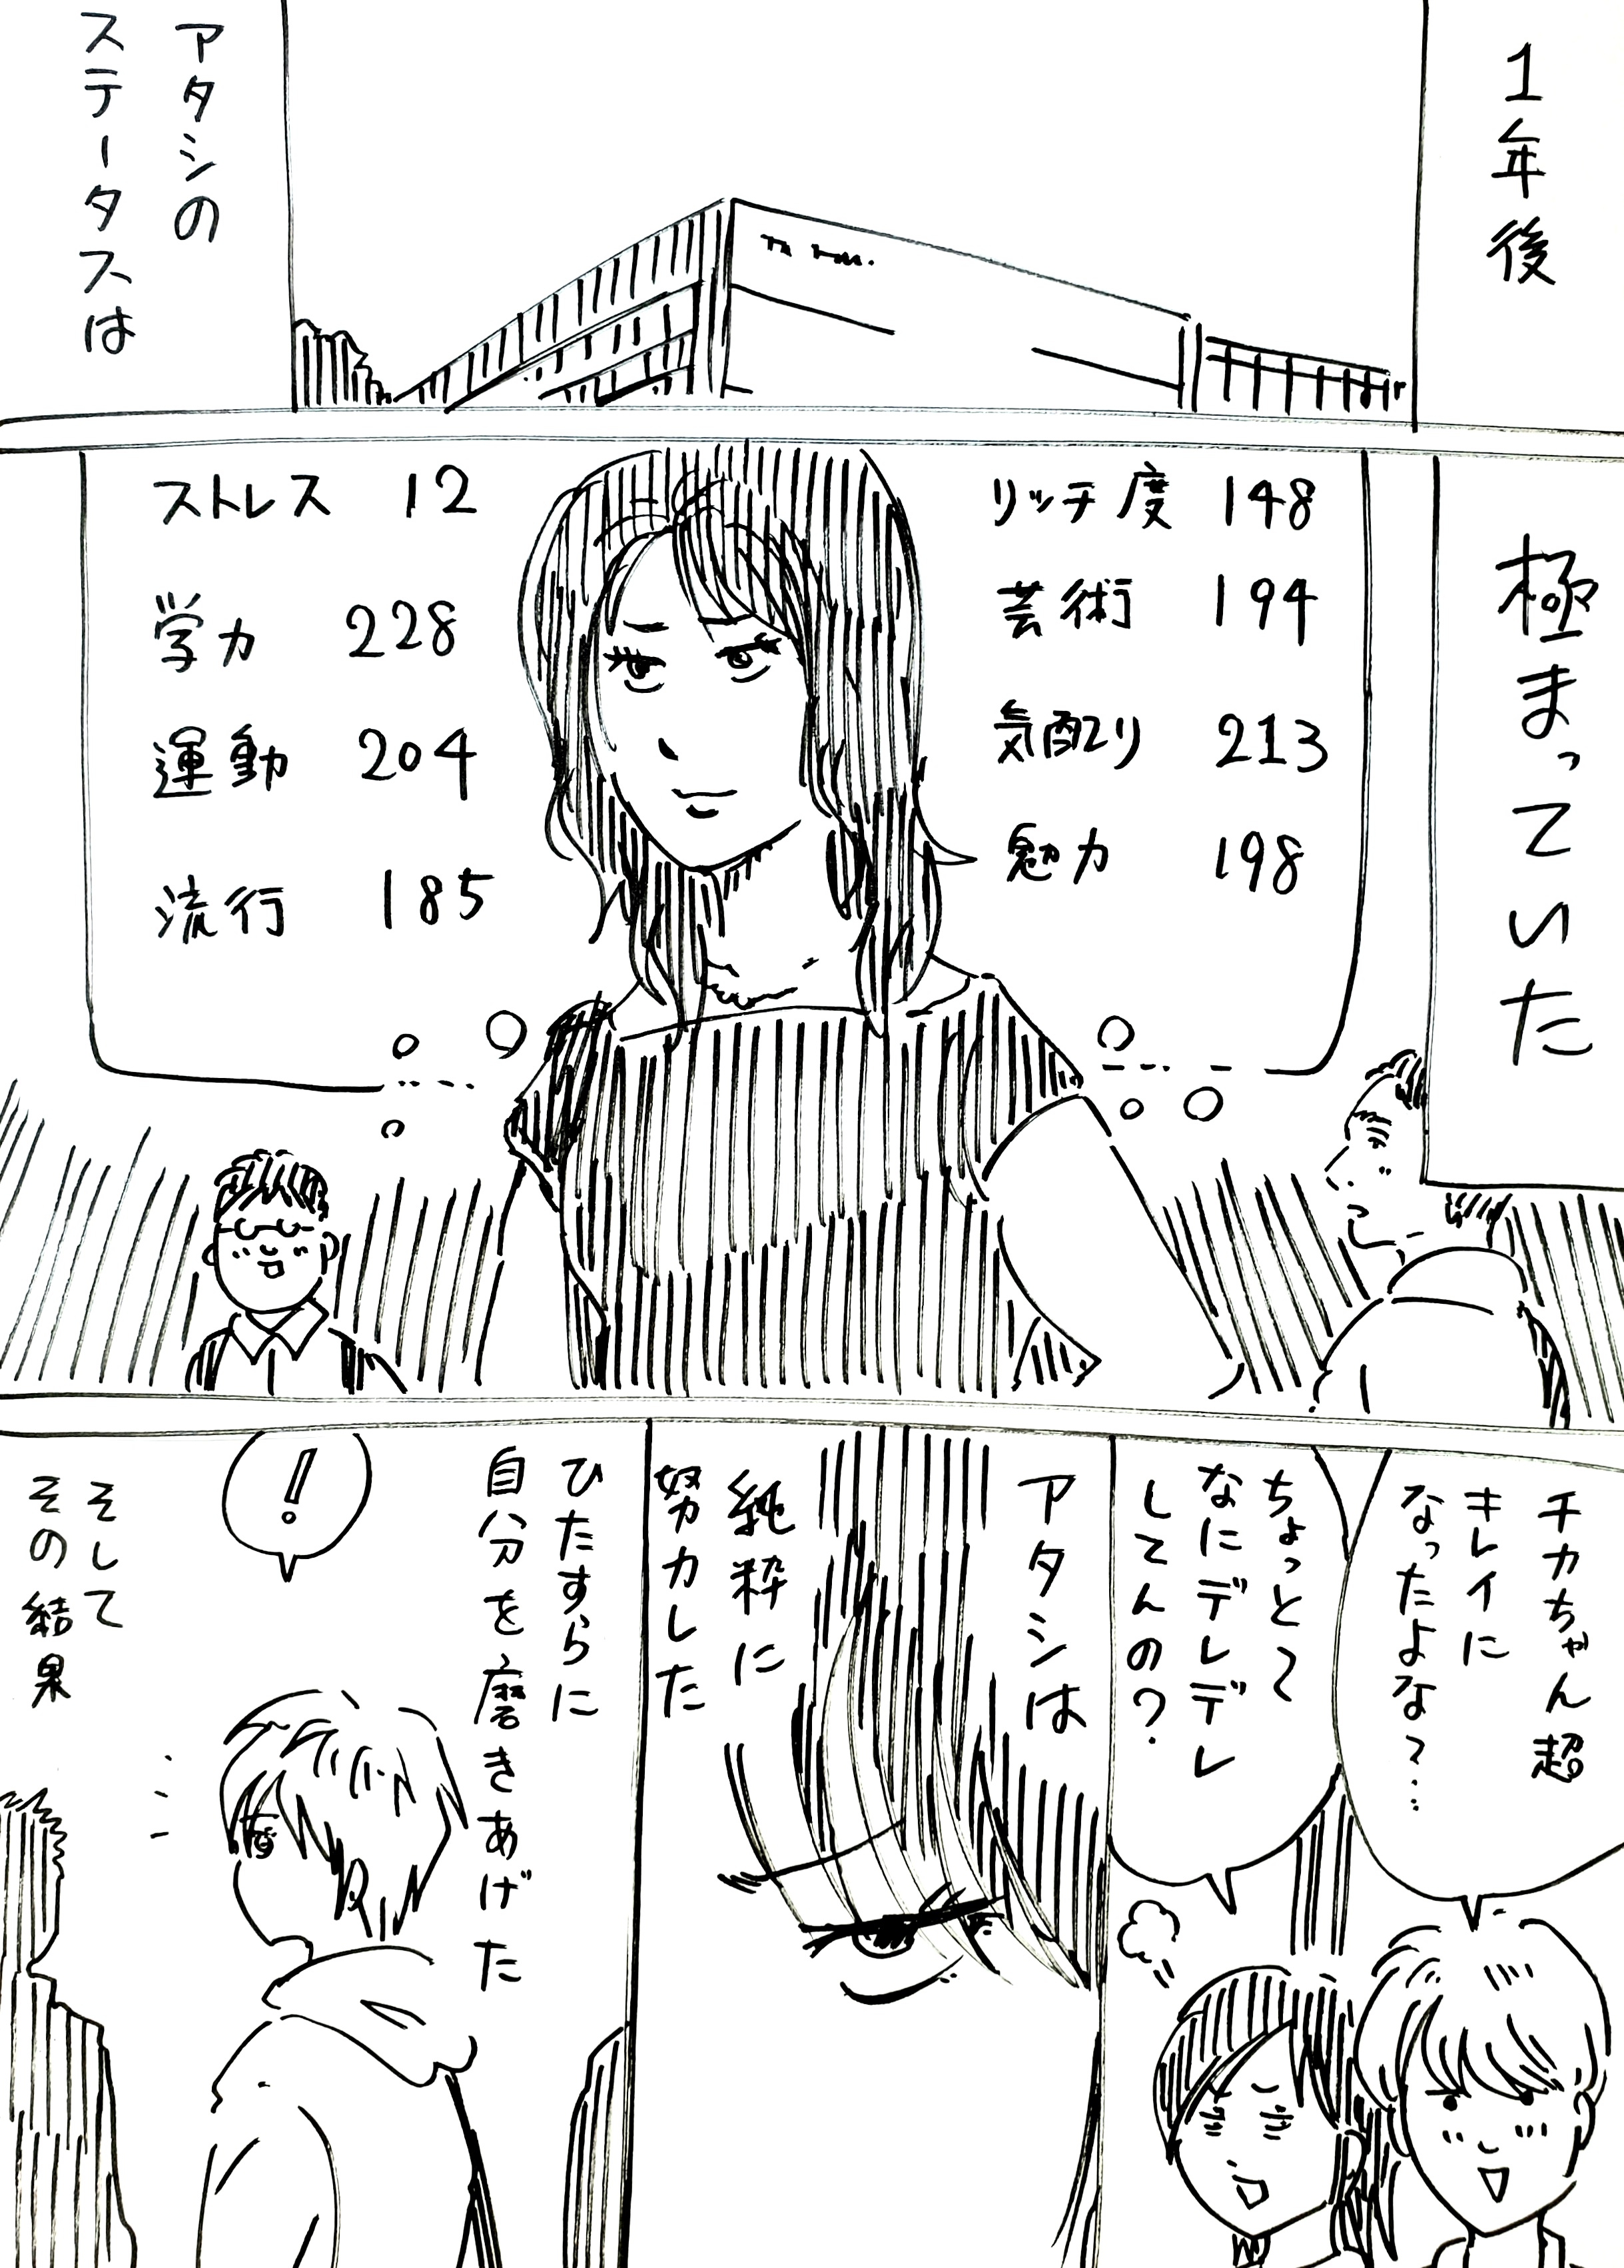 1年後
アタシの
ステータスは
極まっていた
リッチ度 148
芸術 194
気配り 213
魅力 198
ストレス 12
学力 228
運動 204
流行 185
チカちゃん超
キレイに
なったよな～…
ちょっとて～
なにデレデレ
してんの?
アタシは
純粋に
努力した
ひたすらに
自分を磨きあげた
!
そして
その結果